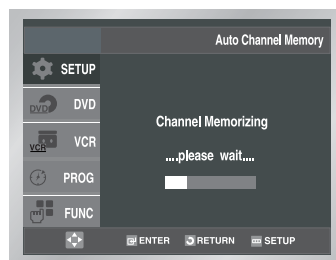 Auto Channel Memory
SETUP
DVD DVD
VCR VCR
PROG
FUNC
Channel Memorizing
....please wait....
ENTER RETURN SETUP